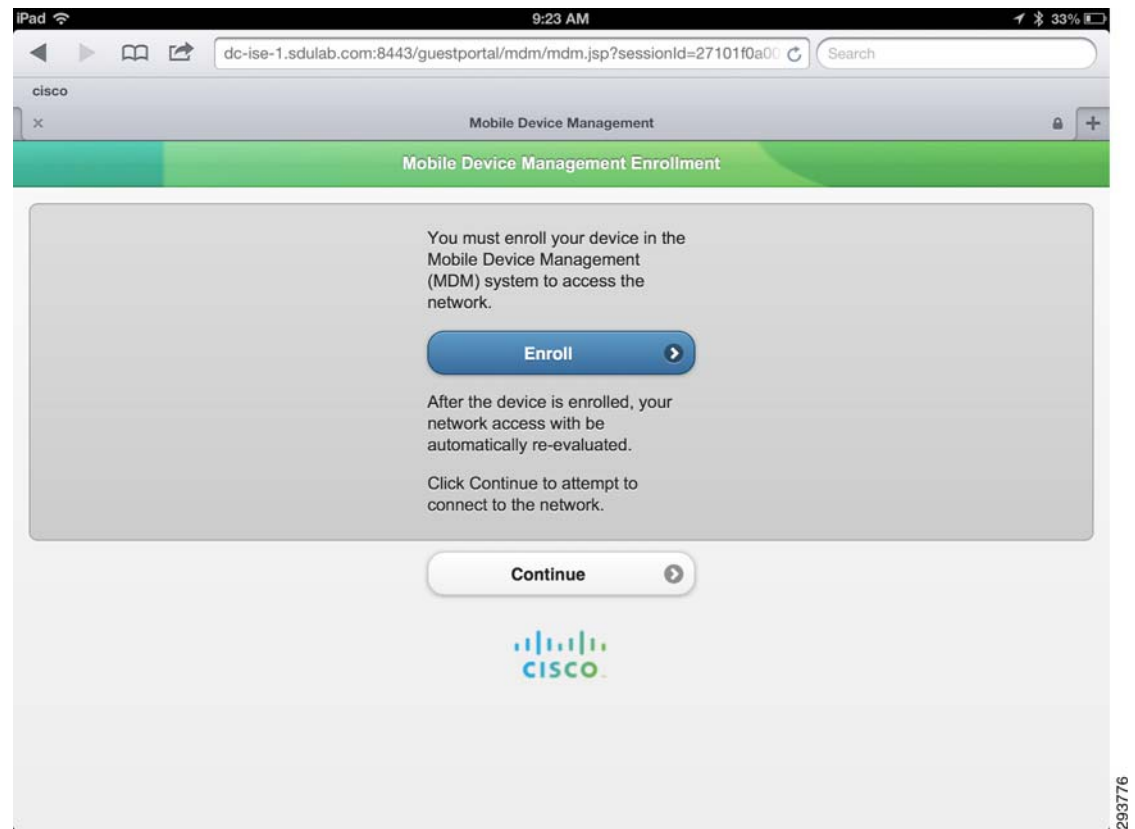 iPad 9:23 AM 33%
dc-ise-1.sdulab.com:8443/guestportal/mdm/mdm.jsp?sessionId=27101f0a00 Search
cisco
Mobile Device Management
Mobile Device Management Enrollment
You must enroll your device in the
Mobile Device Management
(MDM) system to access the
network.
Enroll
After the device is enrolled, your
network access with be
automatically re-evaluated.
Click Continue to attempt to
connect to the network.
Continue
CISCO
293776